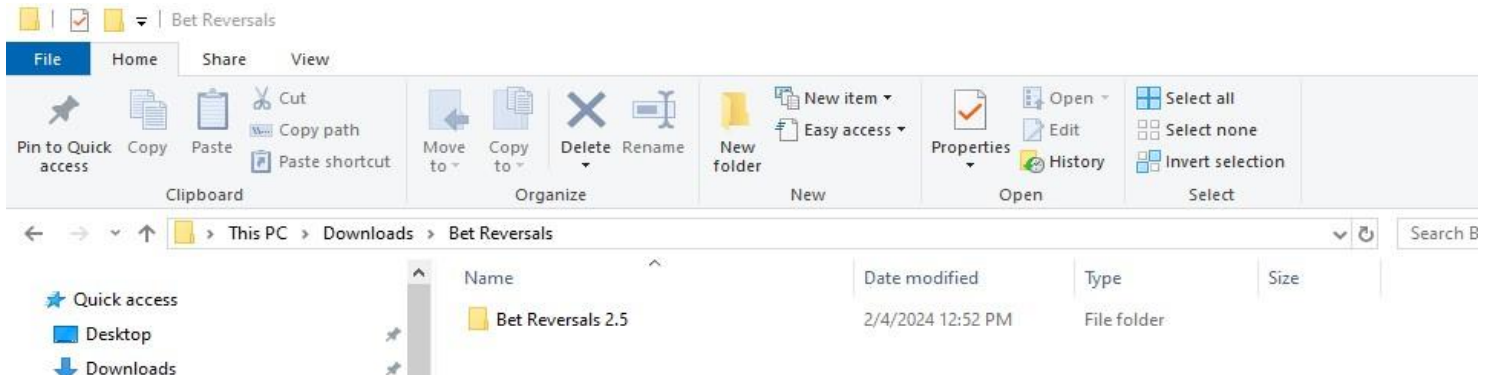 Bet Reversals
File Home Share View
Pin to Quick access
Copy
Paste
Cut
Copy path
Paste shortcut
Clipboard
Move to
Copy to
Delete
Rename
Organize
New folder
New item
Easy access
New
Properties
Open
Edit
History
Open
Select all
Select none
Invert selection
Select
This PC > Downloads > Bet Reversals
Search B
Quick access
Desktop
Downloads
Name Date modified Type Size
Bet Reversals 2.5 2/4/2024 12:52 PM File folder